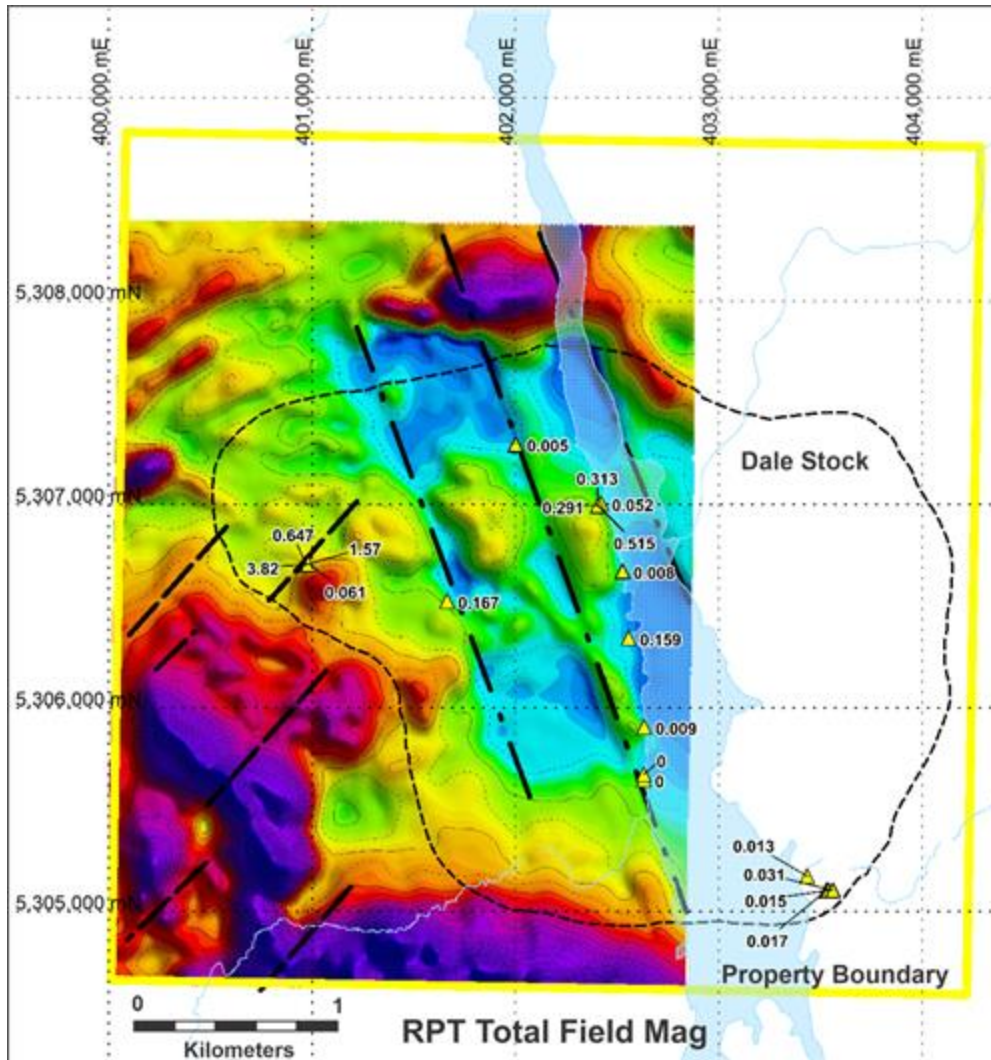 400,000 mE
401,000 mE
402,000 mE
403,000 mE
404,000 mE
5,308,000 mN
0.005
Dale Stock
0.313
5,307,000 mN
0.291
0.052
0.647
1.57
0.515
3.82
0.008
0.061
0.167
0.159
5,306,000 mN
0.009
0
0
0.013
0.031
5,305,000 mN
0.015
0.017
Property Boundary
0
1
RPT Total Field Mag
Kilometers